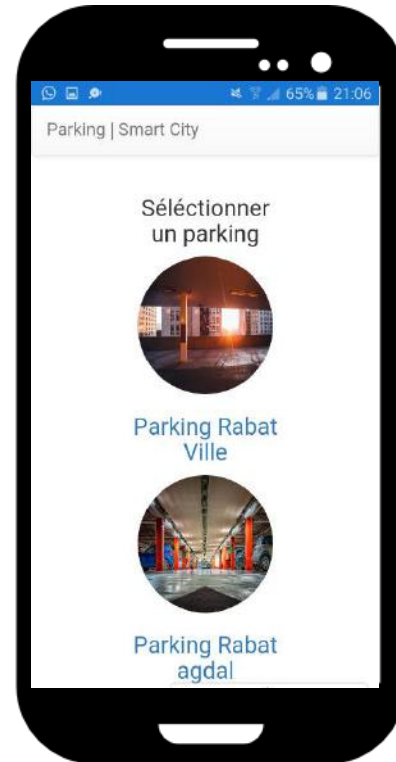 65% 21:06
Parking | Smart City
Séléctionner
un parking
Parking Rabat
Ville
Parking Rabat
agdal